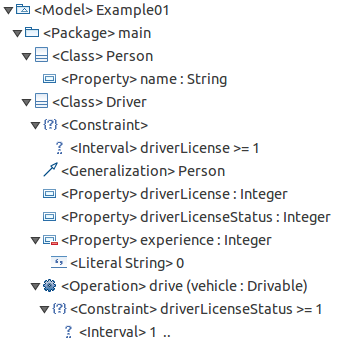 <Model> Example01
<Package> main
<Class> Person
<Property> name : String
<Class> Driver
<Constraint>
<Interval> driverLicense >= 1
<Generalization> Person
<Property> driverLicense : Integer
<Property> driverLicenseStatus : Integer
<Property> experience : Integer
<Literal String> 0
<Operation> drive (vehicle : Drivable)
<Constraint> driverLicenseStatus >= 1
<Interval> 1 ..